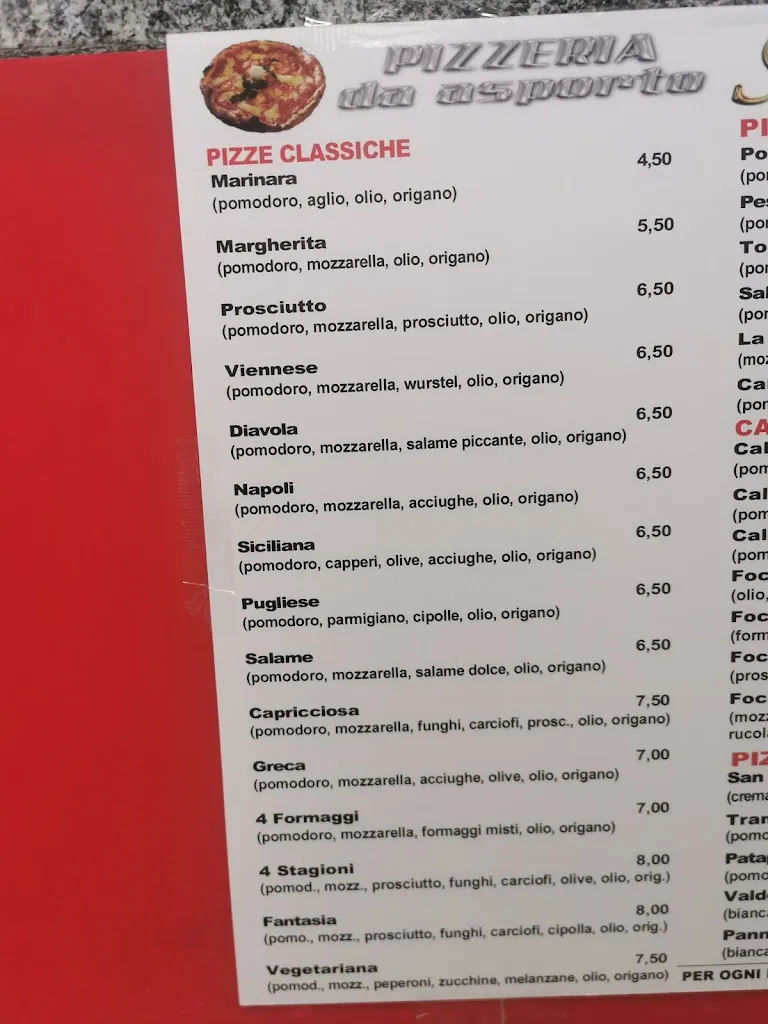 PIZZERIA
da asporto
PIZZE CLASSICHE
Marinara 4,50
(pomodoro, aglio, olio, origano)
Margherita 5,50
(pomodoro, mozzarella, olio, origano)
Prosciutto 6,50
(pomodoro, mozzarella, prosciutto, olio, origano)
Viennese 6,50
(pomodoro, mozzarella, wurstel, olio, origano)
Diavola 6,50
(pomodoro, mozzarella, salame piccante, olio, origano)
Napoli 6,50
(pomodoro, mozzarella, acciughe, olio, origano)
Siciliana 6,50
(pomodoro, capperi, olive, acciughe, olio, origano)
Pugliese 6,50
(pomodoro, parmigiano, cipolle, olio, origano)
Salame 6,50
(pomodoro, mozzarella, salame dolce, olio, origano)
Capricciosa 7,50
(pomodoro, mozzarella, funghi, carciofi, prosc., olio, origano)
Greca 7,00
(pomodoro, mozzarella, acciughe, olive, olio, origano)
4 Formaggi 7,00
(pomodoro, mozzarella, formaggi misti, olio, origano)
4 Stagioni 8,00
(pomod., mozz., prosciutto, funghi, carciofi, olive, olio, orig.)
Fantasia 8,00
(pomo., mozz., prosciutto, funghi, carciofi, cipolla, olio, orig.)
Vegetariana 7,50
(pomod., mozz., peperoni, zucchine, melanzane, olio, origano)
San
PER OGNI